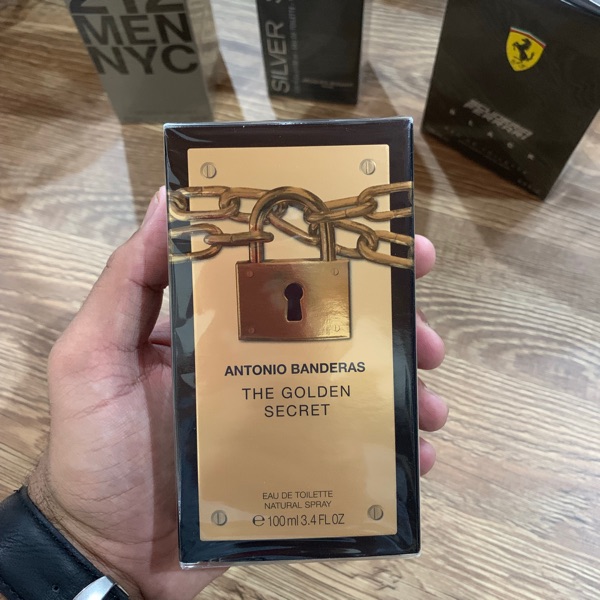 212
MEN
NYC
SILVER
ANTONIO BANDERAS
THE GOLDEN
SECRET
EAU DE TOILETTE
NATURAL SPRAY
℮ 100 ml 3.4 FL OZ